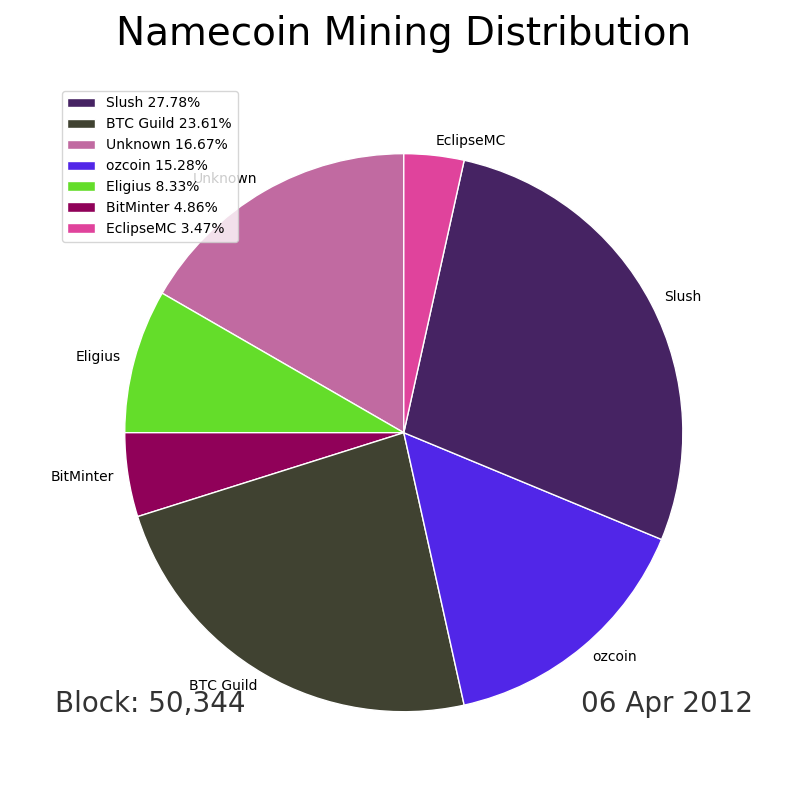 Namecoin Mining Distribution
Slush 27.78%
BTC Guild 23.61%
Unknown 16.67%
ozcoin 15.28%
Eligius 8.33%
BitMinter 4.86%
EclipseMC 3.47%
EclipseMC
Unknown
Slush
Eligius
BitMinter
ozcoin
BTC Guild
Block: 50,344
06 Apr 2012